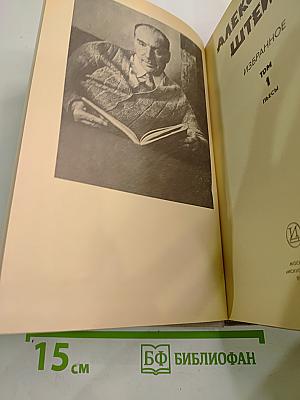 АЛЕКС
ШТЕЙ
ИЗБРАННОЕ
ТОМ
1
ПЬЕСЫ
15 см
БФ БИБЛИОФАН